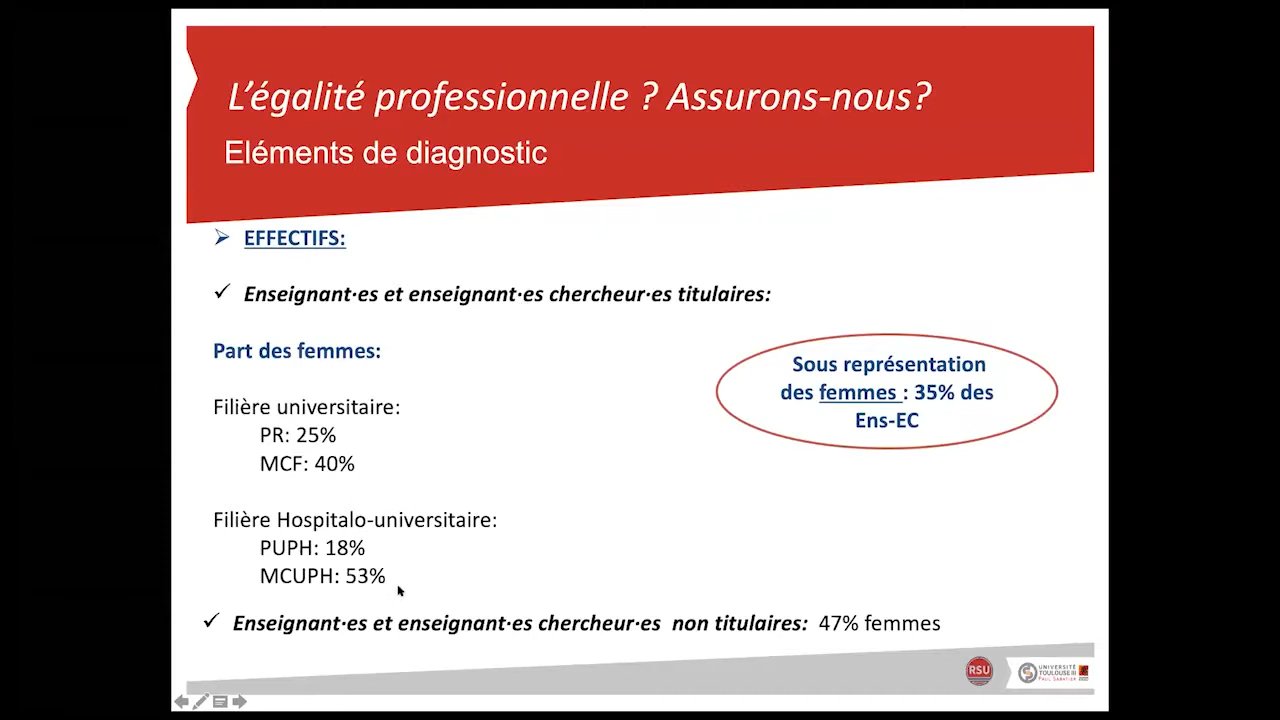 L'égalité professionnelle ? Assurons-nous?
Eléments de diagnostic
EFFECTIFS:
Enseignant·es et enseignant·es chercheur·es titulaires:
Part des femmes:
Sous représentation
des femmes : 35% des
Ens-EC
Filière universitaire:
PR: 25%
MCF: 40%
Filière Hospitalo-universitaire:
PUPH: 18%
MCUPH: 53%
Enseignant·es et enseignant·es chercheur·es non titulaires: 47% femmes
RSU
UNIVERSITÉ
TOULOUSE III
PAUL SABATIER